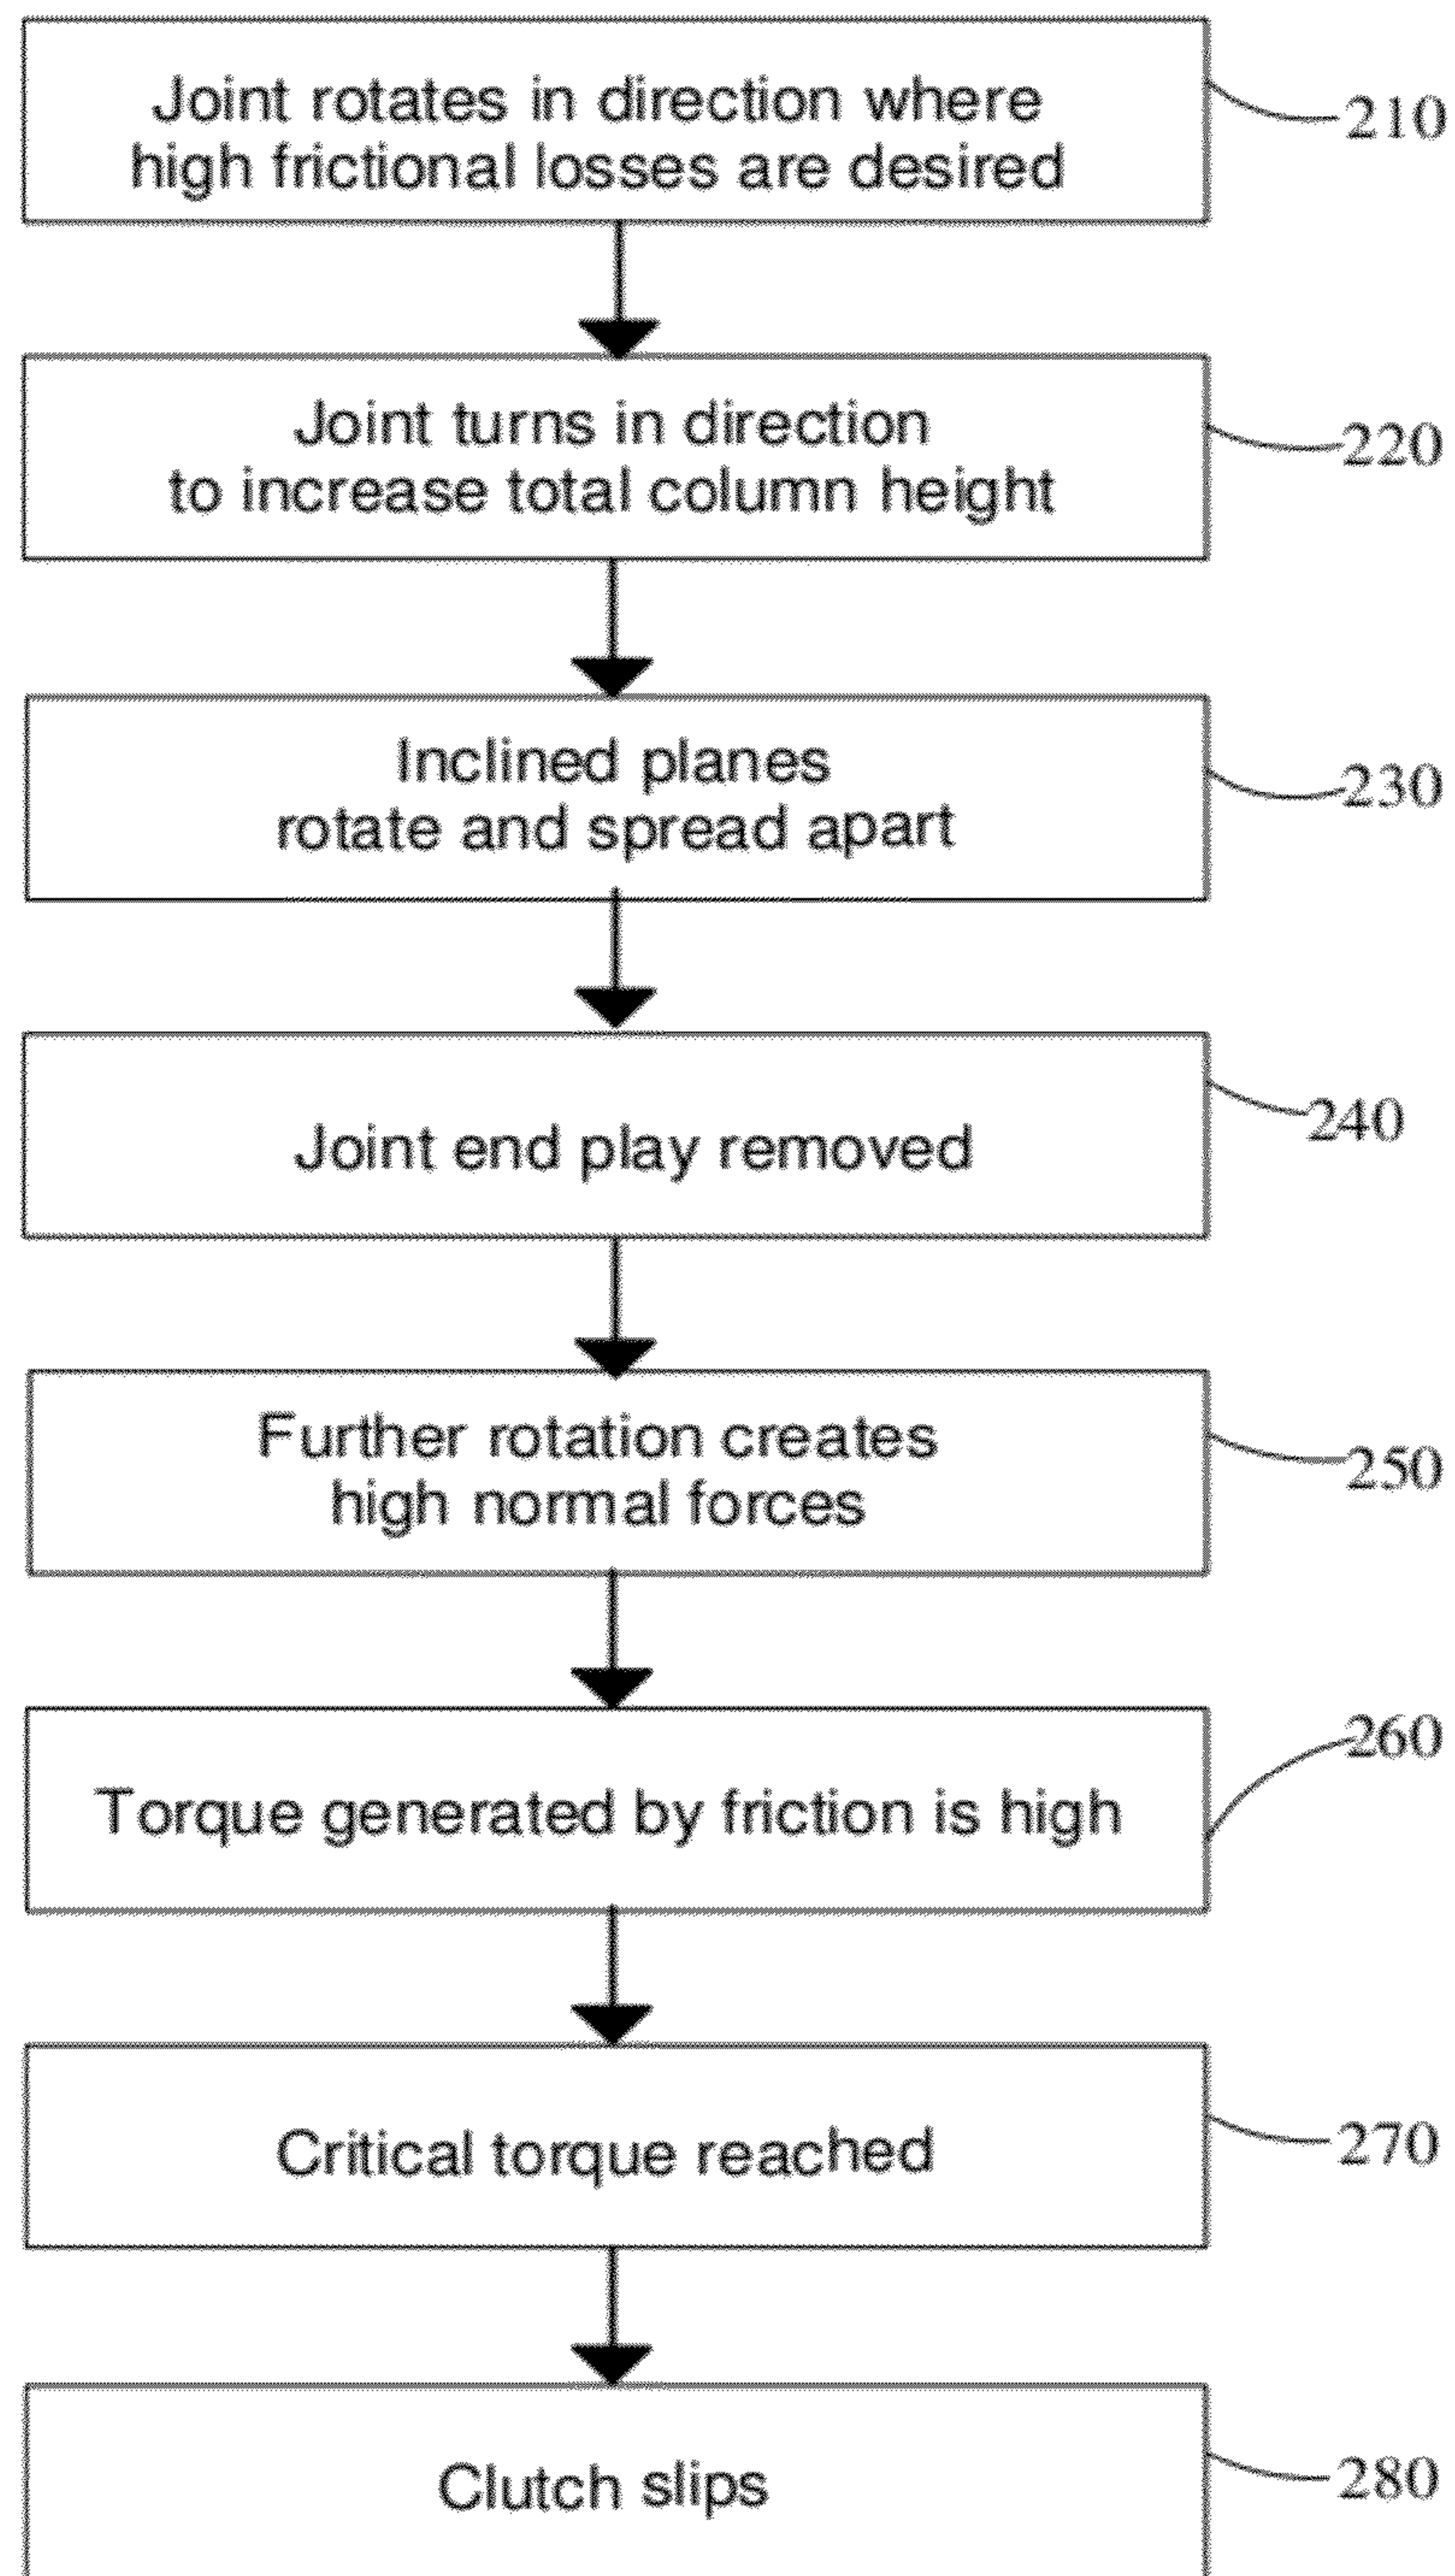 Joint rotates in direction where
high frictional losses are desired
210
Joint turns in direction
to increase total column height
220
Inclined planes
rotate and spread apart
230
Joint end play removed
240
Further rotation creates
high normal forces
250
Torque generated by friction is high
260
Critical torque reached
270
Clutch slips
280